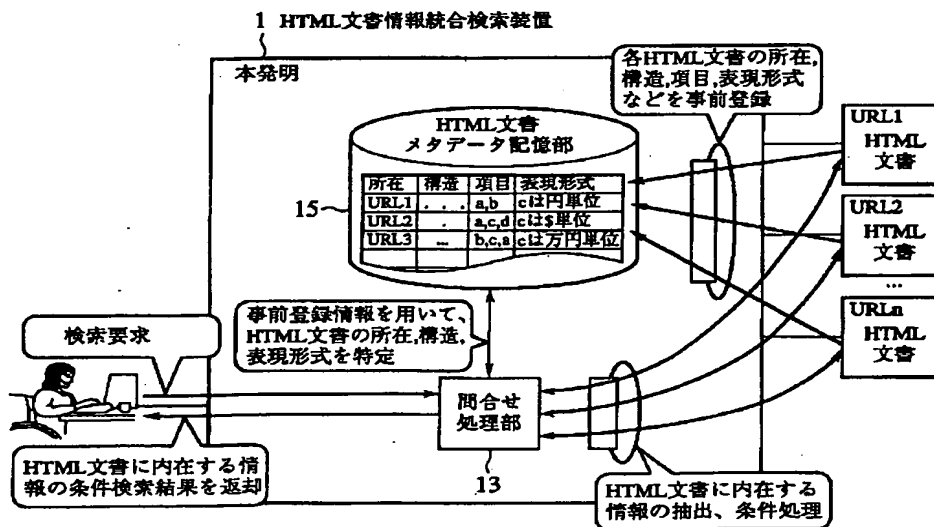 1 HTML文書情報統合検索装置
本発明
各HTML文書の所在,
構造,項目,表現形式
などを事前登録
HTML文書
メタデータ記憶部
所在 構造 項目 表現形式
URL1 . . . a,b cは円単位
URL2 . a,c,d cは$単位
URL3 ... b,c,a cは万円単位
15
URL1
HTML
文書
URL2
HTML
文書
...
URLn
HTML
文書
事前登録情報を用いて、
HTML文書の所在,構造,
表現形式を特定
検索要求
問合せ
処理部
13
HTML文書に内在する情
報の条件検索結果を返却
HTML文書に内在する
情報の抽出、条件処理